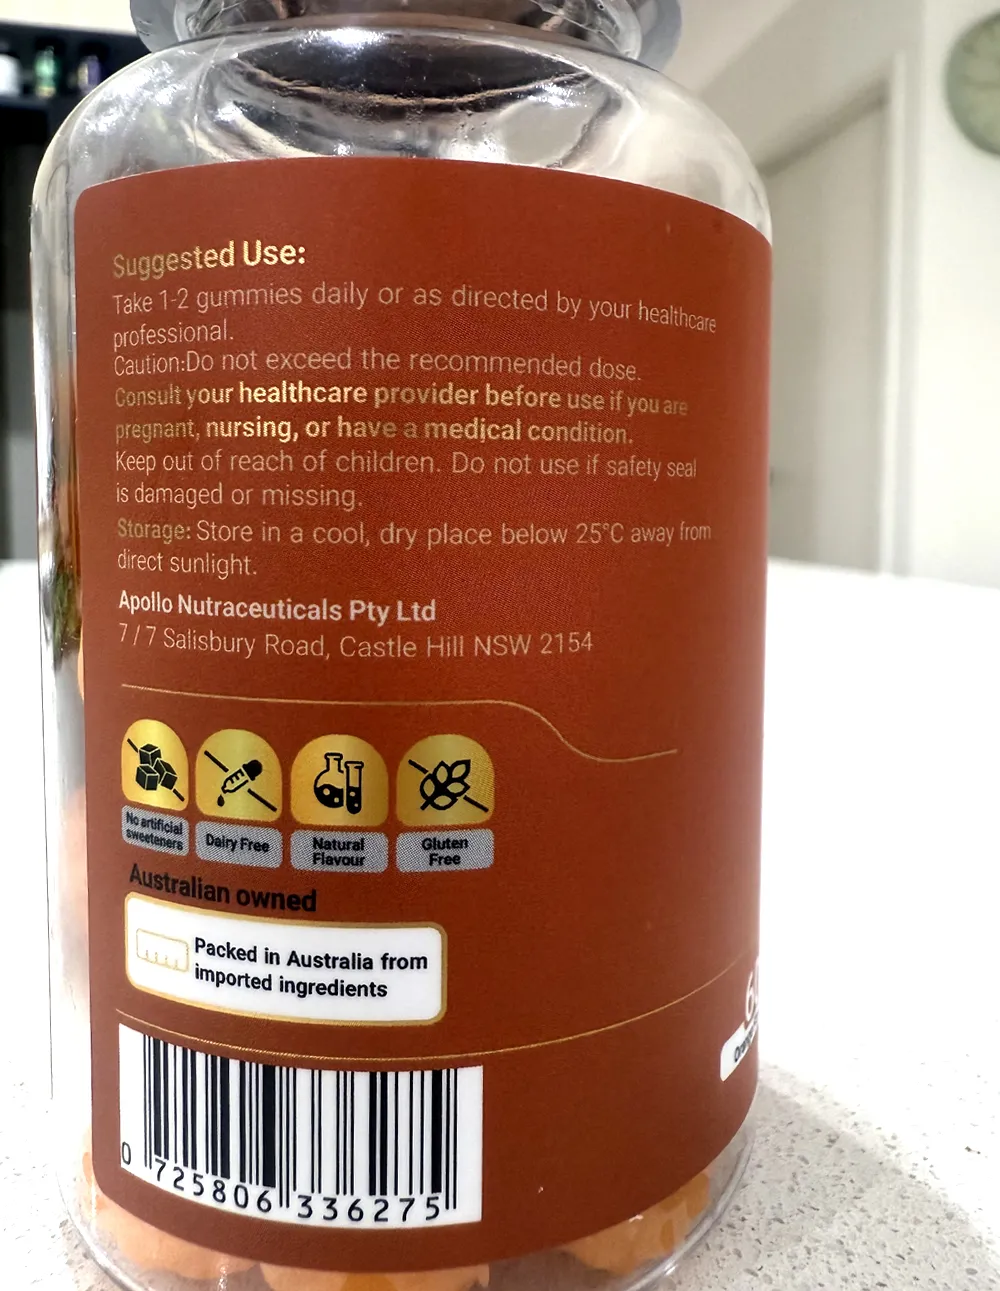 Suggested Use:
Take 1-2 gummies daily or as directed by your healthcare
professional.
Caution:Do not exceed the recommended dose.
Consult your healthcare provider before use if you are
pregnant, nursing, or have a medical condition.
Keep out of reach of children. Do not use if safety seal
is damaged or missing.
Storage: Store in a cool, dry place below 25°C away from
direct sunlight.
Apollo Nutraceuticals Pty Ltd
7 / 7 Salisbury Road, Castle Hill NSW 2154
No artificial
sweeteners
Dairy Free
Natural
Flavour
Gluten
Free
Australian owned
Packed in Australia from
imported ingredients
0 725806 336275